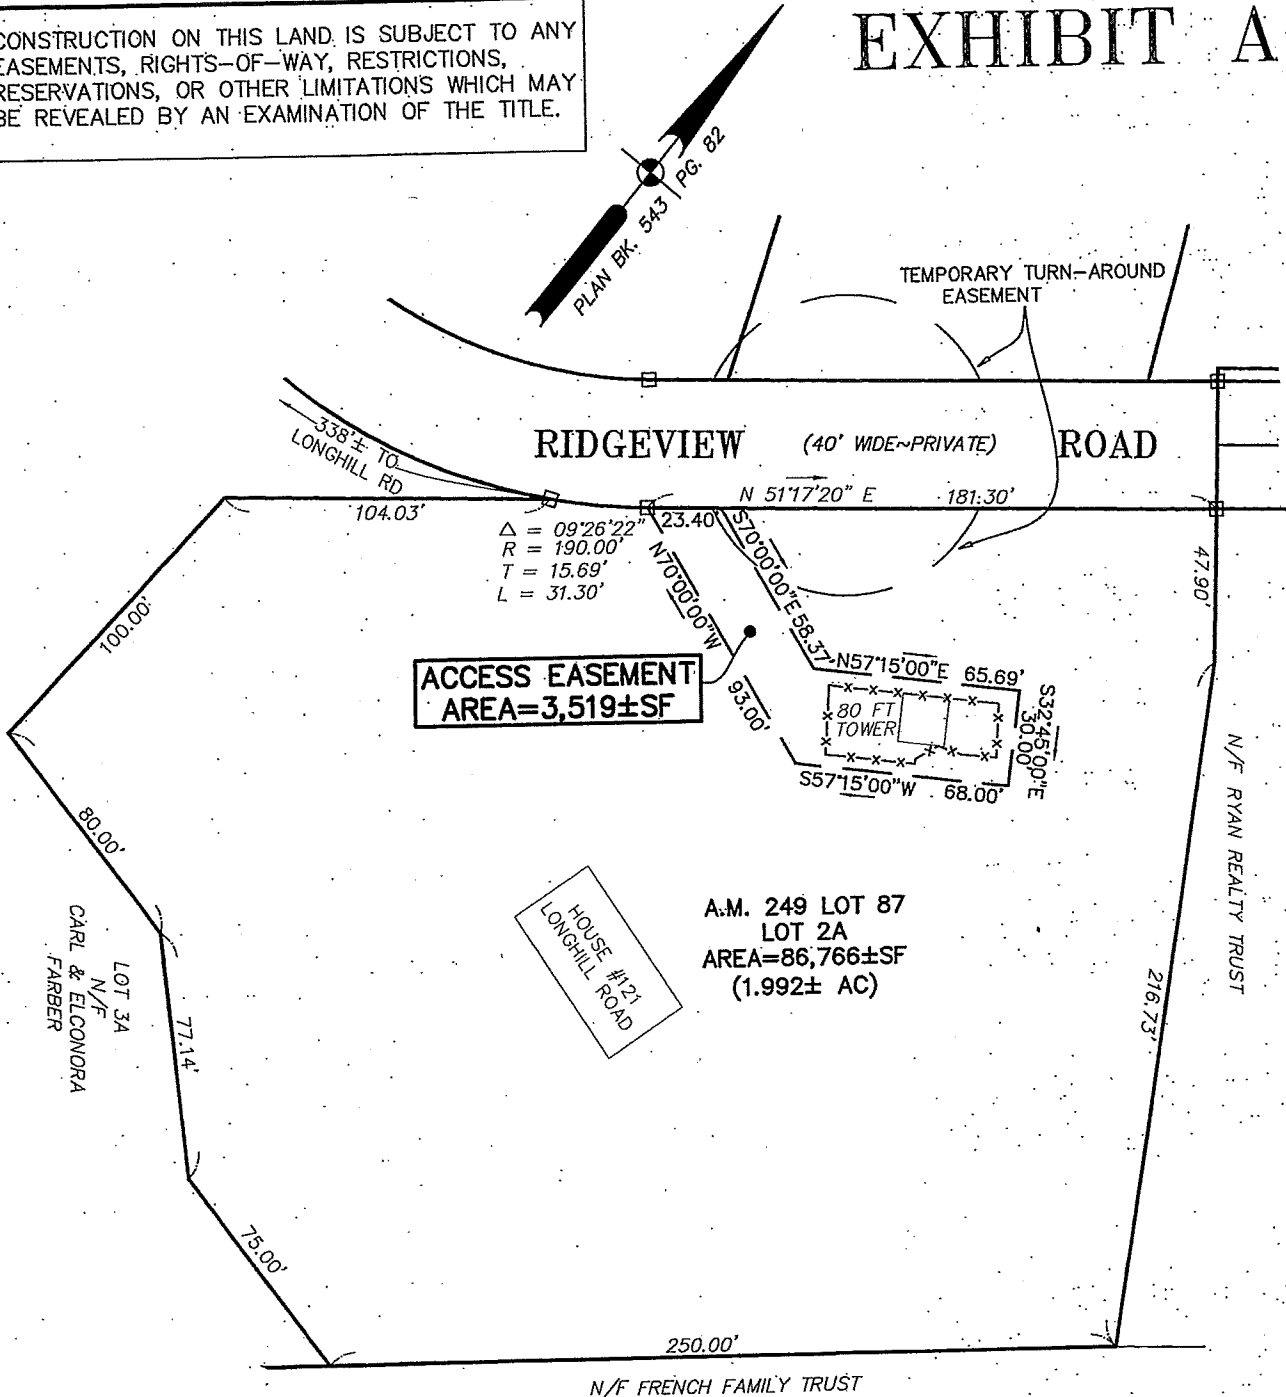 EXHIBIT A
CONSTRUCTION ON THIS LAND IS SUBJECT TO ANY
EASEMENTS, RIGHTS-OF-WAY, RESTRICTIONS,
RESERVATIONS, OR OTHER LIMITATIONS WHICH MAY
BE REVEALED BY AN EXAMINATION OF THE TITLE.
PLAN BK. 543 PG. 82
TEMPORARY TURN-AROUND
EASEMENT
338'± TO
LONGHILL RD
RIDGEVIEW (40' WIDE~PRIVATE) ROAD
N 51°17'20" E 181.30'
104.03'
Δ = 09°26'22"
R = 190.00'
T = 15.69'
L = 31.30'
23.40'
S70°00'00"E 58.37'
N70°00'00"W
93.00'
47.90'
100.00'
ACCESS EASEMENT
AREA=3,519±SF
N57°15'00"E 65.69'
80 FT
TOWER
S32°45'00"E
30.00'
S57°15'00"W 68.00'
N/F RYAN REALTY TRUST
80.00'
HOUSE #121
LONGHILL ROAD
A.M. 249 LOT 87
LOT 2A
AREA=86,766±SF
(1.992± AC)
LOT 3A
N/F
CARL & ELCONORA
FARBER
77.14'
216.73'
75.00'
250.00'
N/F FRENCH FAMILY TRUST